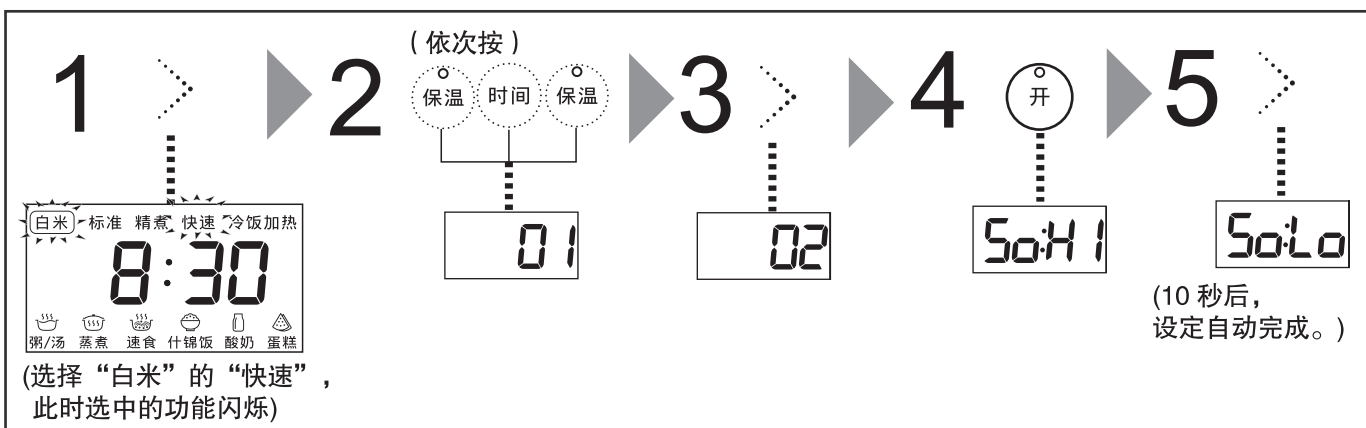 1
2
(依次按)
保温 时间 保温
3
4
开
5
白米 标准 精煮 快速 冷饭加热
8:30
粥/汤 蒸煮 速食 什锦饭 酸奶 蛋糕
(选择“白米”的“快速”，
此时选中的功能闪烁)
01
02
So:HI
So:Lo
(10 秒后，
设定自动完成。)